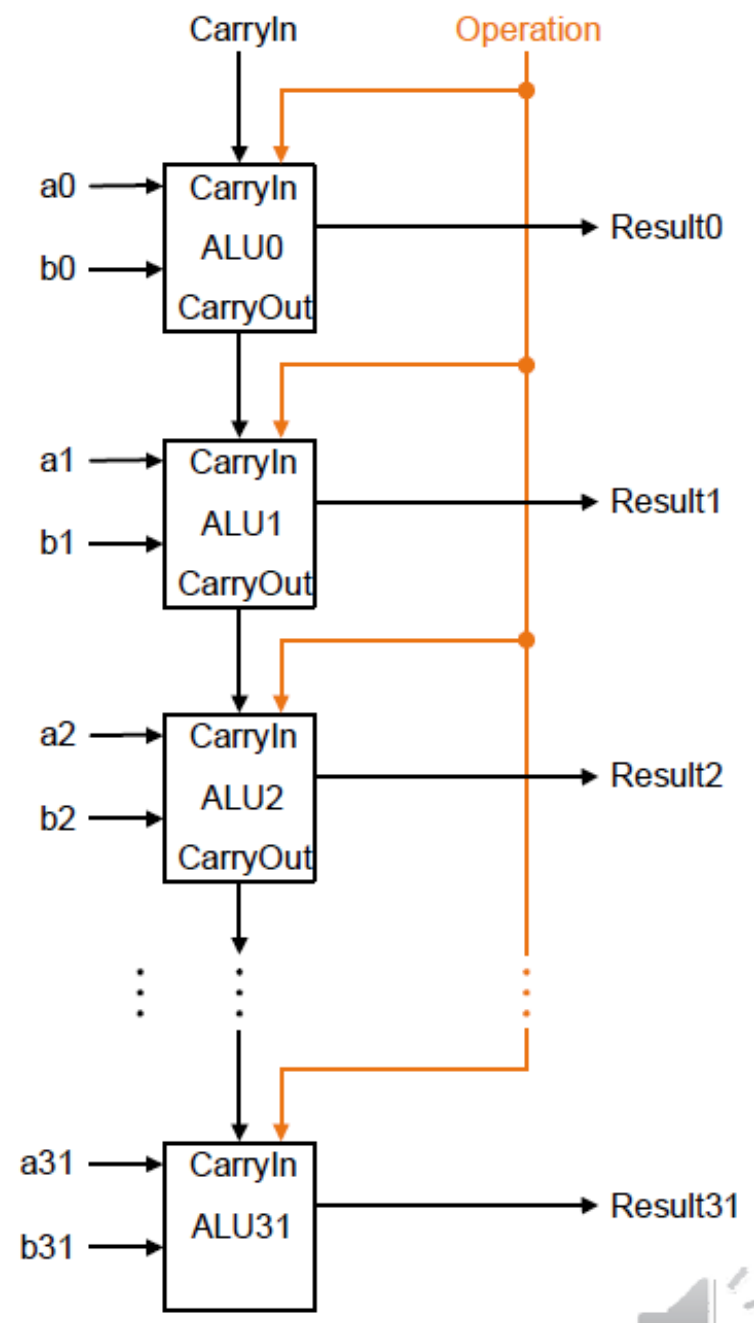 CarryIn Operation
a0 CarryIn
ALU0 Result0
b0
CarryOut
a1 CarryIn
ALU1 Result1
b1
CarryOut
a2 CarryIn
ALU2 Result2
b2
CarryOut
a31 CarryIn
ALU31 Result31
b31